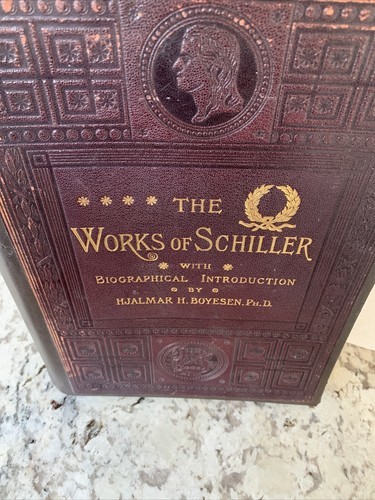 THE
WORKS OF SCHILLER
WITH
BIOGRAPHICAL INTRODUCTION
BY
HJALMAR H. BOYESEN, PH.D.